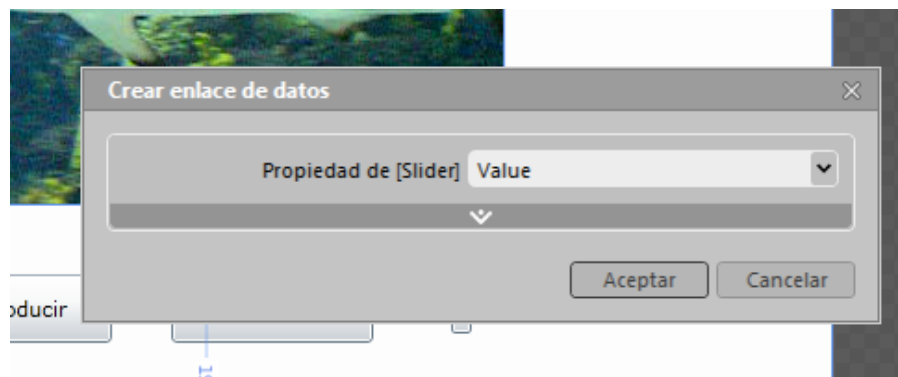 Crear enlace de datos
Propiedad de [Slider] Value
Aceptar Cancelar
oducir